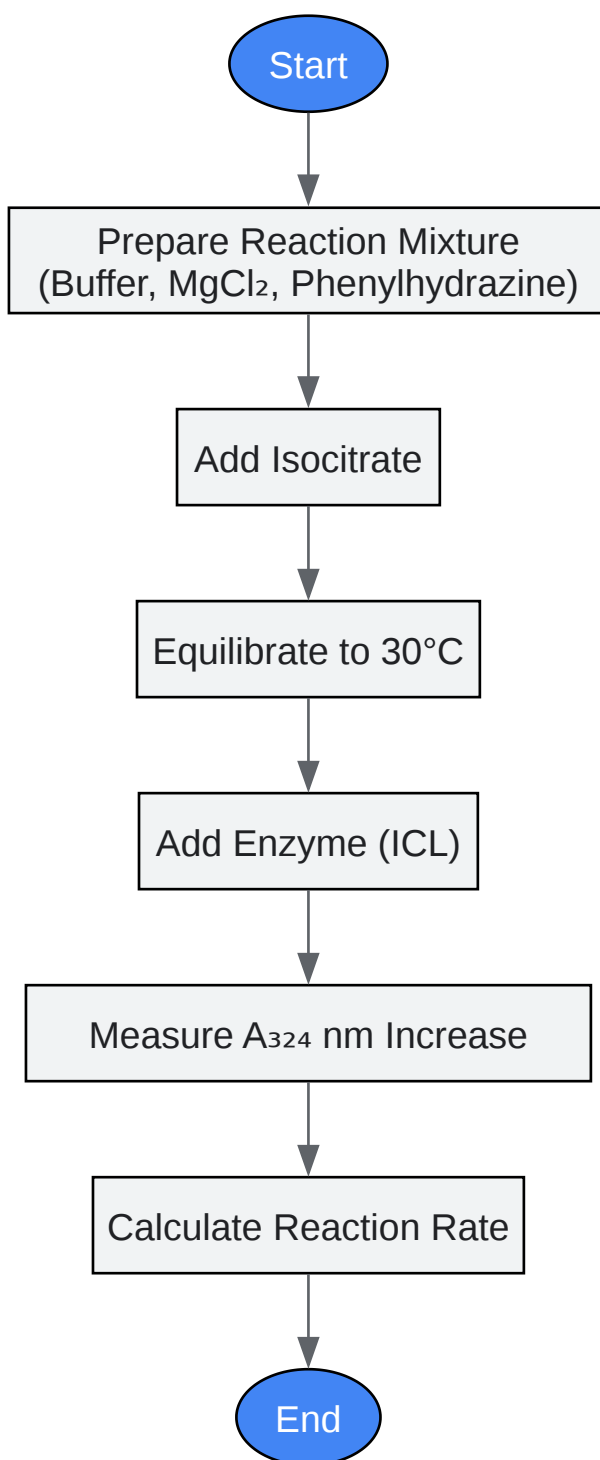 Start
Prepare Reaction Mixture
(Buffer, MgCl₂, Phenylhydrazine)
Add Isocitrate
Equilibrate to 30°C
Add Enzyme (ICL)
Measure A₃₂₄ nm Increase
Calculate Reaction Rate
End